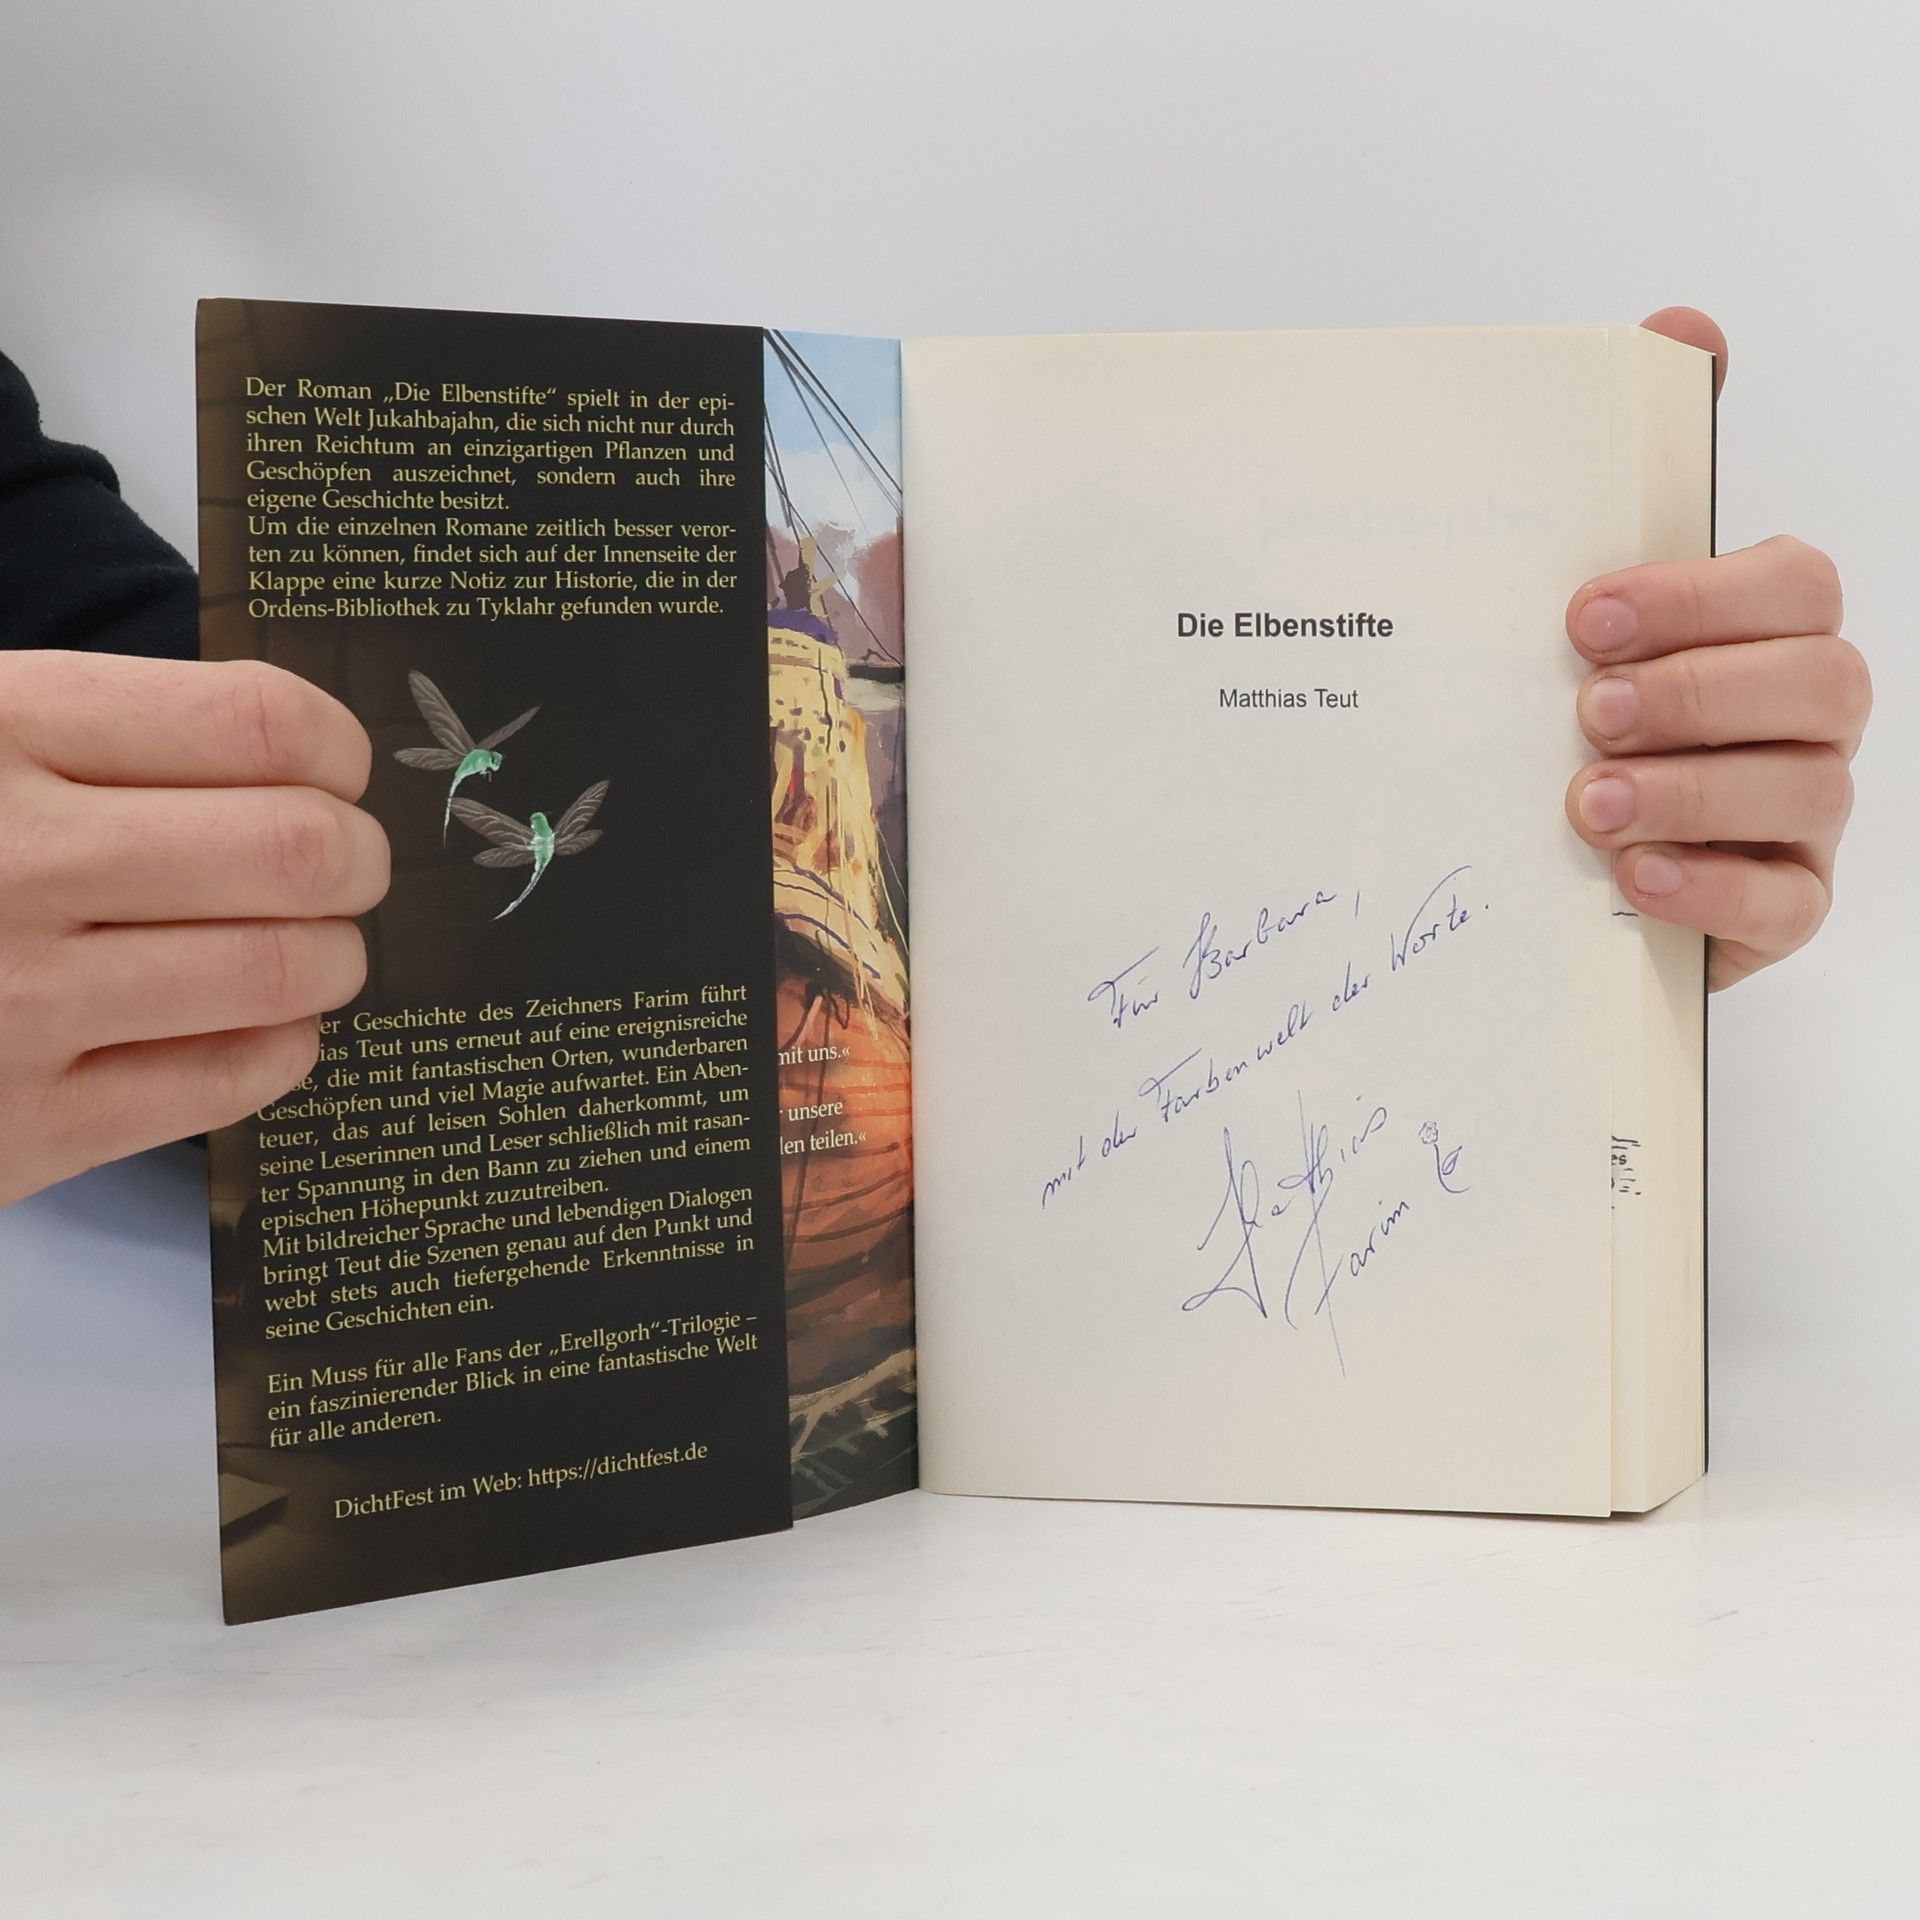 Der Roman „Die Elbenstifte“ spielt in der epi-
schen Welt Jukahbajahn, die sich nicht nur durch
ihren Reichtum an einzigartigen Pflanzen und
Geschöpfen auszeichnet, sondern auch ihre
eigene Geschichte besitzt.
Um die einzelnen Romane zeitlich besser veror-
ten zu können, findet sich auf der Innenseite der
Klappe eine kurze Notiz zur Historie, die in der
Ordens-Bibliothek zu Tyklahr gefunden wurde.
er Geschichte des Zeichners Farim führt
ias Teut uns erneut auf eine ereignisreiche
se, die mit fantastischen Orten, wunderbaren
Geschöpfen und viel Magie aufwartet. Ein Aben-
teuer, das auf leisen Sohlen daherkommt, um
seine Leserinnen und Leser schließlich mit rasan-
ter Spannung in den Bann zu ziehen und einem
epischen Höhepunkt zuzutreiben.
Mit bildreicher Sprache und lebendigen Dialogen
bringt Teut die Szenen genau auf den Punkt und
webt stets auch tiefergehende Erkenntnisse in
seine Geschichten ein.
Ein Muss für alle Fans der „Erellgorh“-Trilogie –
ein faszinierender Blick in eine fantastische Welt
für alle anderen.
DichtFest im Web: https://dichtfest.de
mit uns.“
unsere
len teilen.“
Die Elbenstifte
Matthias Teut
Für Barbara,
mit der Farbenwelt der Worte.
Matthias
Farim